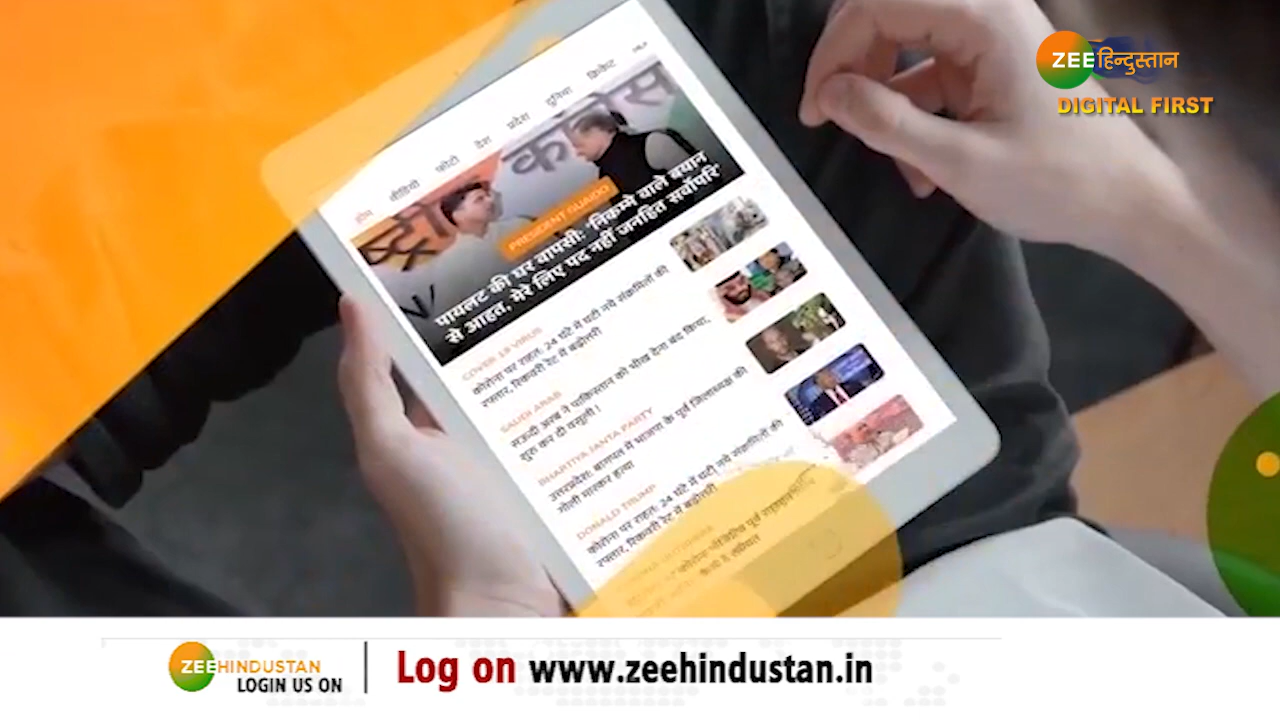 ZEE हिन्दुस्तान
DIGITAL FIRST
होम वीडियो फोटो देश प्रदेश दुनिया क्रिकेट
PRESIDENT GUAIDO
पायलट की घर वापसी: 'निकम्मे वाले बयान
से आहत, मेरे लिए पद नहीं जनहित सर्वोपरि'
COVER 19 VIRUS
कोरोना पर राहत: 24 घंटे में घटी नये संक्रमितों की
रफ्तार, रिकवरी रेट में बढ़ोत्तरी
SAUDI ARAB
सऊदी अरब ने पाकिस्तान को भीख देना बंद किया,
शुरु कर दी वसूली !
BHARTIYA JANTA PARTY
उत्तरप्रदेश: बागपत में भाजपा के पूर्व जिलाध्यक्ष की
गोली मारकर हत्या
DONALD TRUMP
कोरोना पर राहत: 24 घंटे में घटी नये संक्रमितों की
रफ्तार, रिकवरी रेट में बढ़ोत्तरी
ZEE HINDUSTAN
LOGIN US ON
Log on www.zeehindustan.in